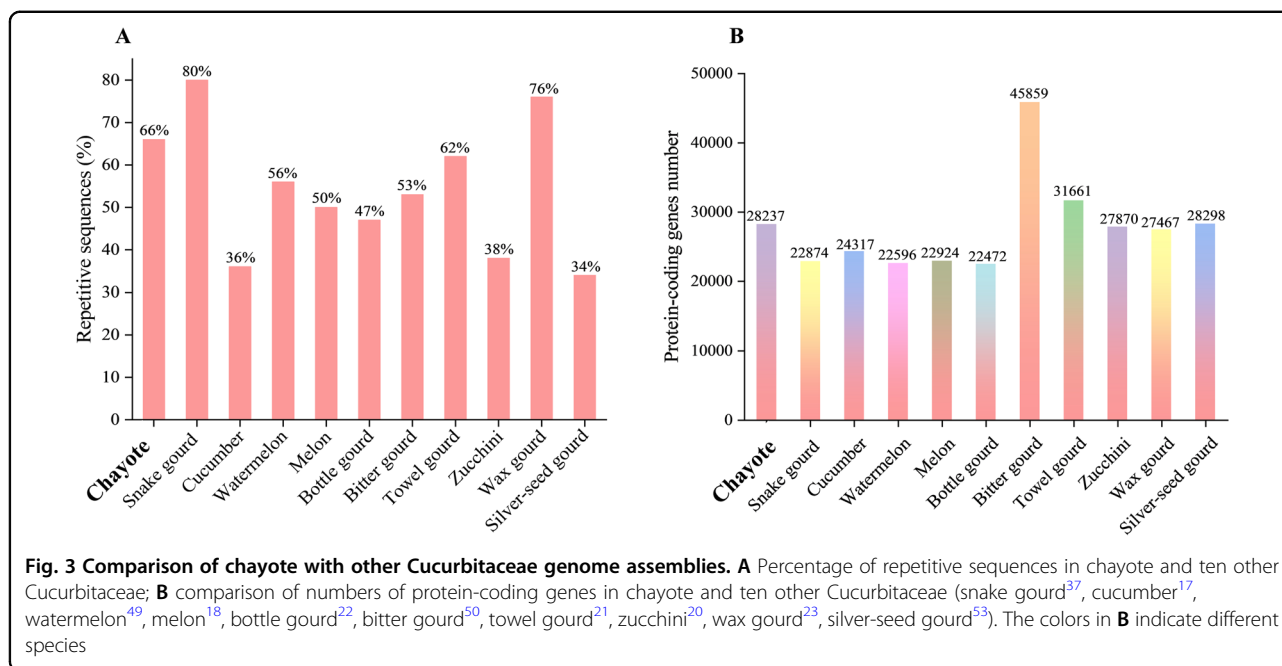 A
Repetitive sequences (%)
80
70
60
50
40
30
20
10
0
66%
80%
36%
56%
50%
47%
53%
62%
38%
76%
34%
Chayote
Snake gourd
Cucumber
Watermelon
Melon
Bottle gourd
Bitter gourd
Towel gourd
Zucchini
Wax gourd
Silver-seed gourd
B
Protein-coding genes number
50000
40000
30000
20000
10000
0
28237
22874
24317
22596
22924
22472
45859
31661
27870
27467
28298
Chayote
Snake gourd
Cucumber
Watermelon
Melon
Bottle gourd
Bitter gourd
Towel gourd
Zucchini
Wax gourd
Silver-seed gourd
Fig. 3 Comparison of chayote with other Cucurbitaceae genome assemblies. A Percentage of repetitive sequences in chayote and ten other
Cucurbitaceae; B comparison of numbers of protein-coding genes in chayote and ten other Cucurbitaceae (snake gourd37, cucumber17,
watermelon49, melon18, bottle gourd22, bitter gourd50, towel gourd21, zucchini20, wax gourd23, silver-seed gourd53). The colors in B indicate different
species